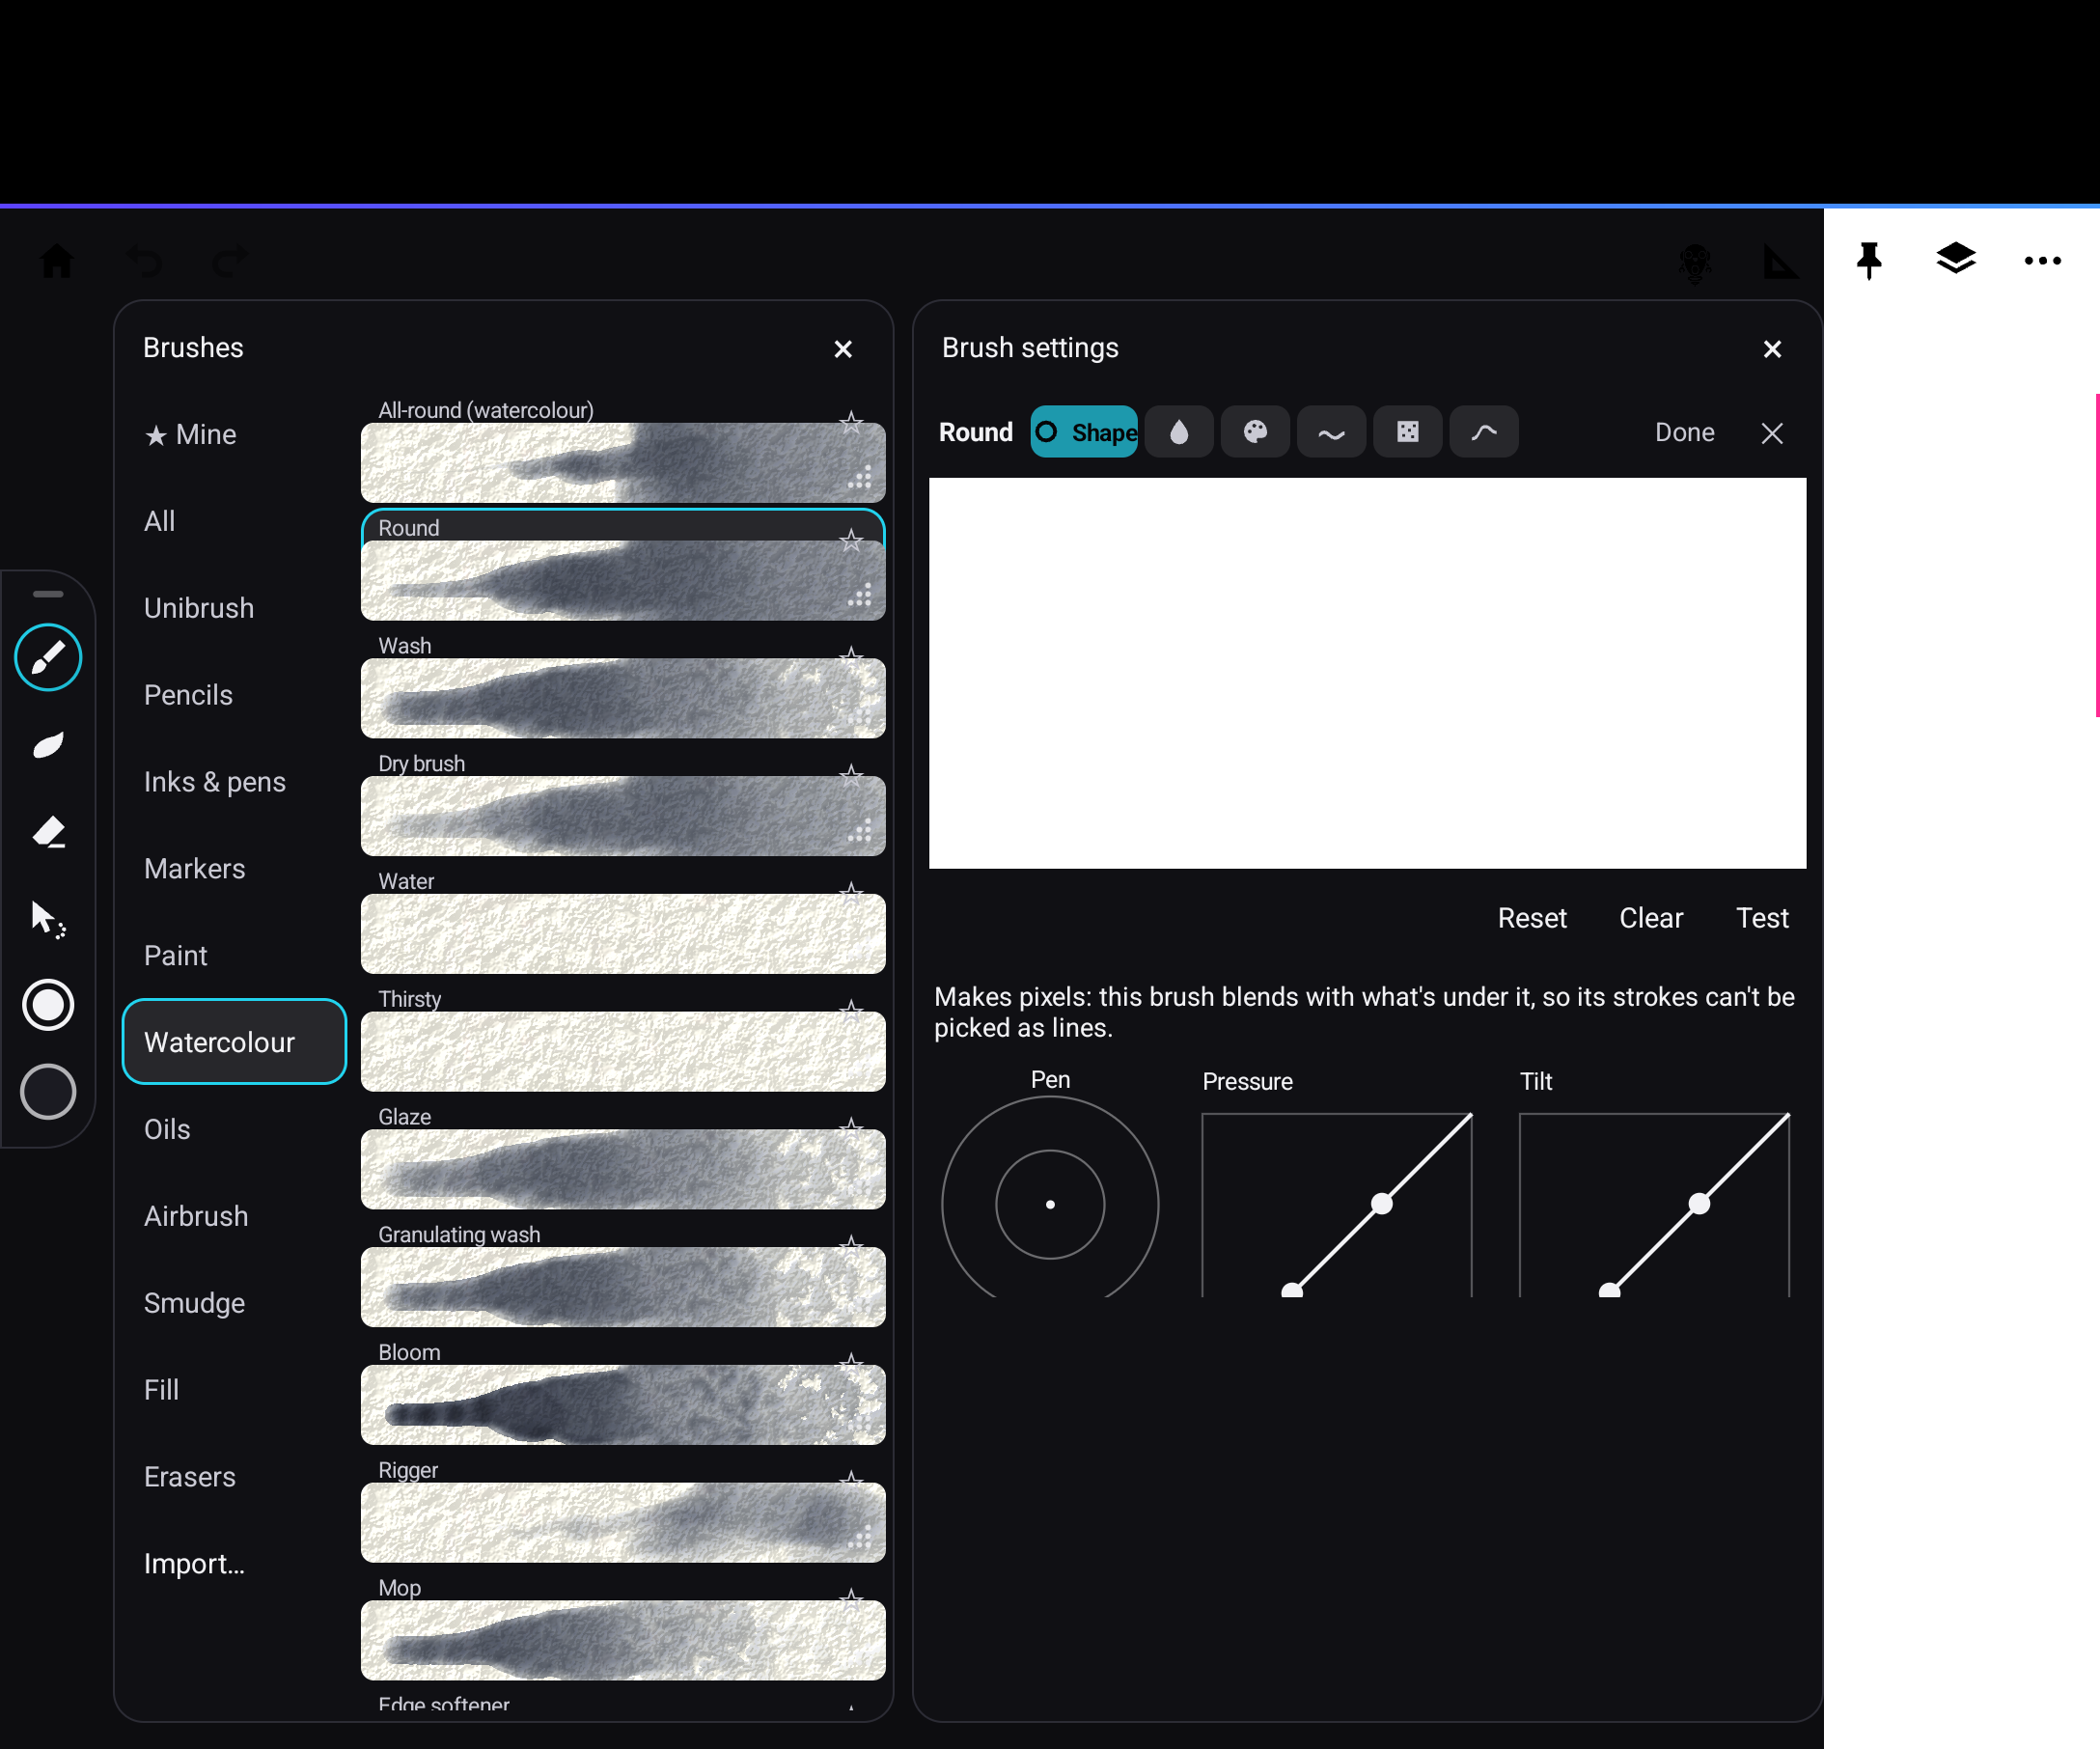 Brushes
★ Mine
All
Unibrush
Pencils
Inks & pens
Markers
Paint
Watercolour
Oils
Airbrush
Smudge
Fill
Erasers
Import...
All-round (watercolour)
Round
Wash
Dry brush
Water
Thirsty
Glaze
Granulating wash
Bloom
Rigger
Mop
Edge softener
Brush settings
Round
Shape
Done
Reset
Clear
Test
Makes pixels: this brush blends with what's under it, so its strokes can't be
picked as lines.
Pen
Pressure
Tilt